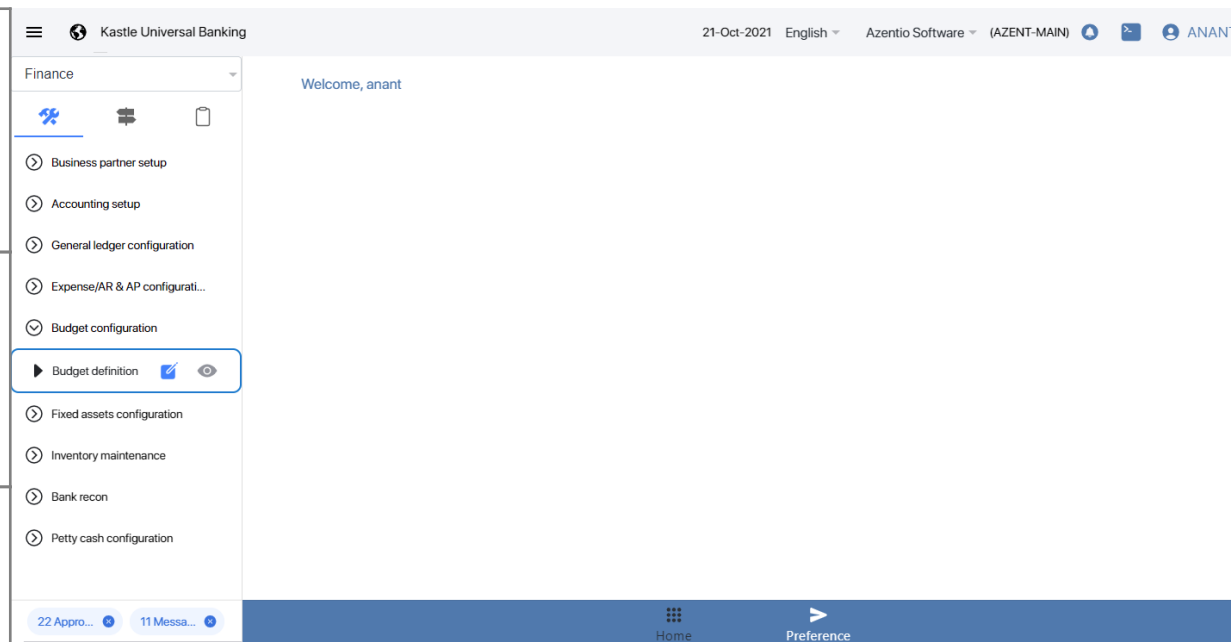 Kastle Universal Banking
21-Oct-2021 English Azentio Software (AZENT-MAIN) ANANT
Finance
Welcome, anant
Business partner setup
Accounting setup
General ledger configuration
Expense/AR & AP configurati...
Budget configuration
Budget definition
Fixed assets configuration
Inventory maintenance
Bank recon
Petty cash configuration
22 Appro... 11 Messa...
Home Preference